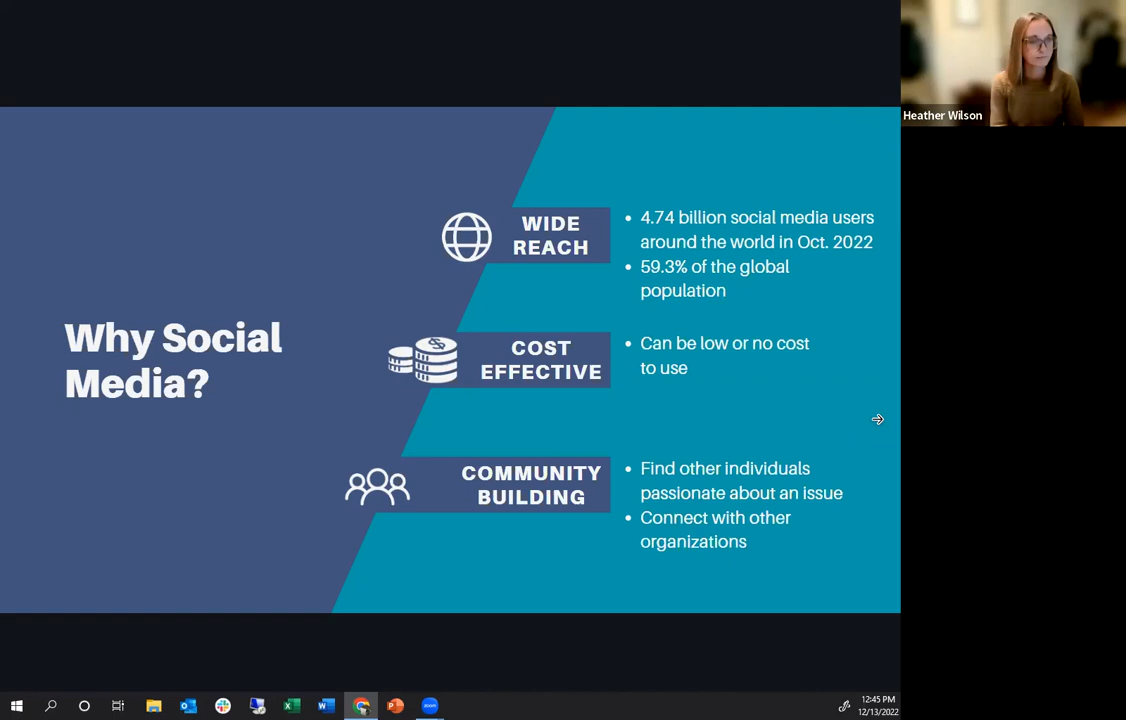 Heather Wilson
Why Social
Media?
WIDE
REACH
• 4.74 billion social media users
around the world in Oct. 2022
• 59.3% of the global
population
COST
EFFECTIVE
• Can be low or no cost
to use
COMMUNITY
BUILDING
• Find other individuals
passionate about an issue
• Connect with other
organizations
12:45 PM
12/13/2022